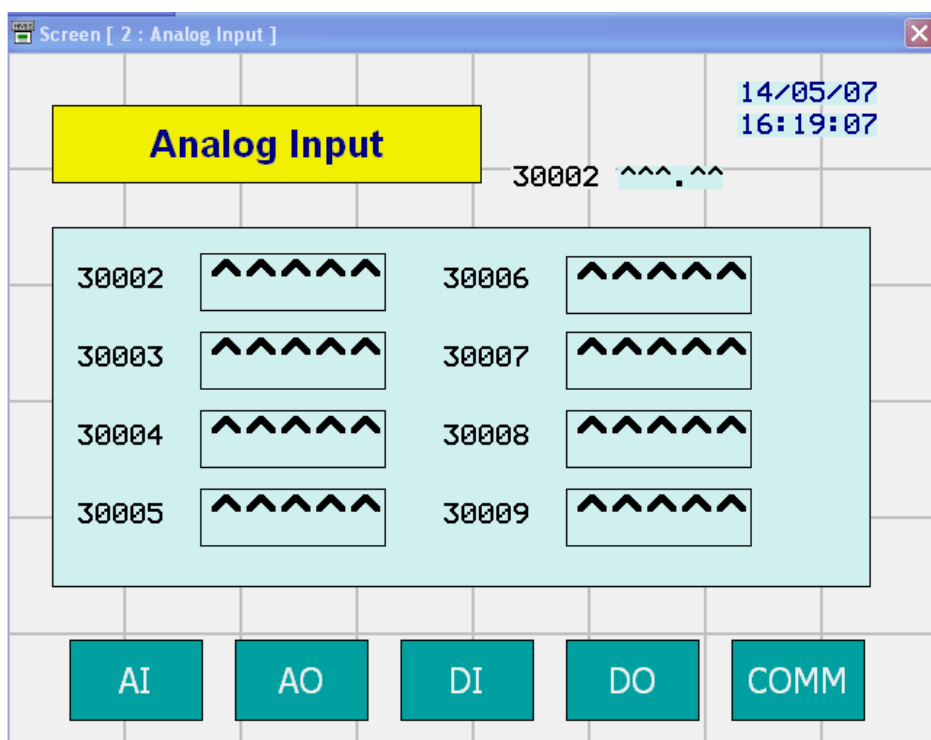 Screen [ 2 : Analog Input ]
14/05/07
16:19:07
Analog Input
30002 ^^^.^^
30002 ^^^^^ 30006 ^^^^^
30003 ^^^^^ 30007 ^^^^^
30004 ^^^^^ 30008 ^^^^^
30005 ^^^^^ 30009 ^^^^^
AI AO DI DO COMM